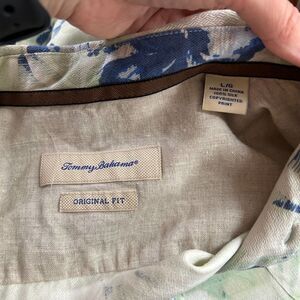 L/G
MADE IN CHINA
100% SILK
COPYRIGHTED
PRINT
Tommy Bahama®
ORIGINAL FIT